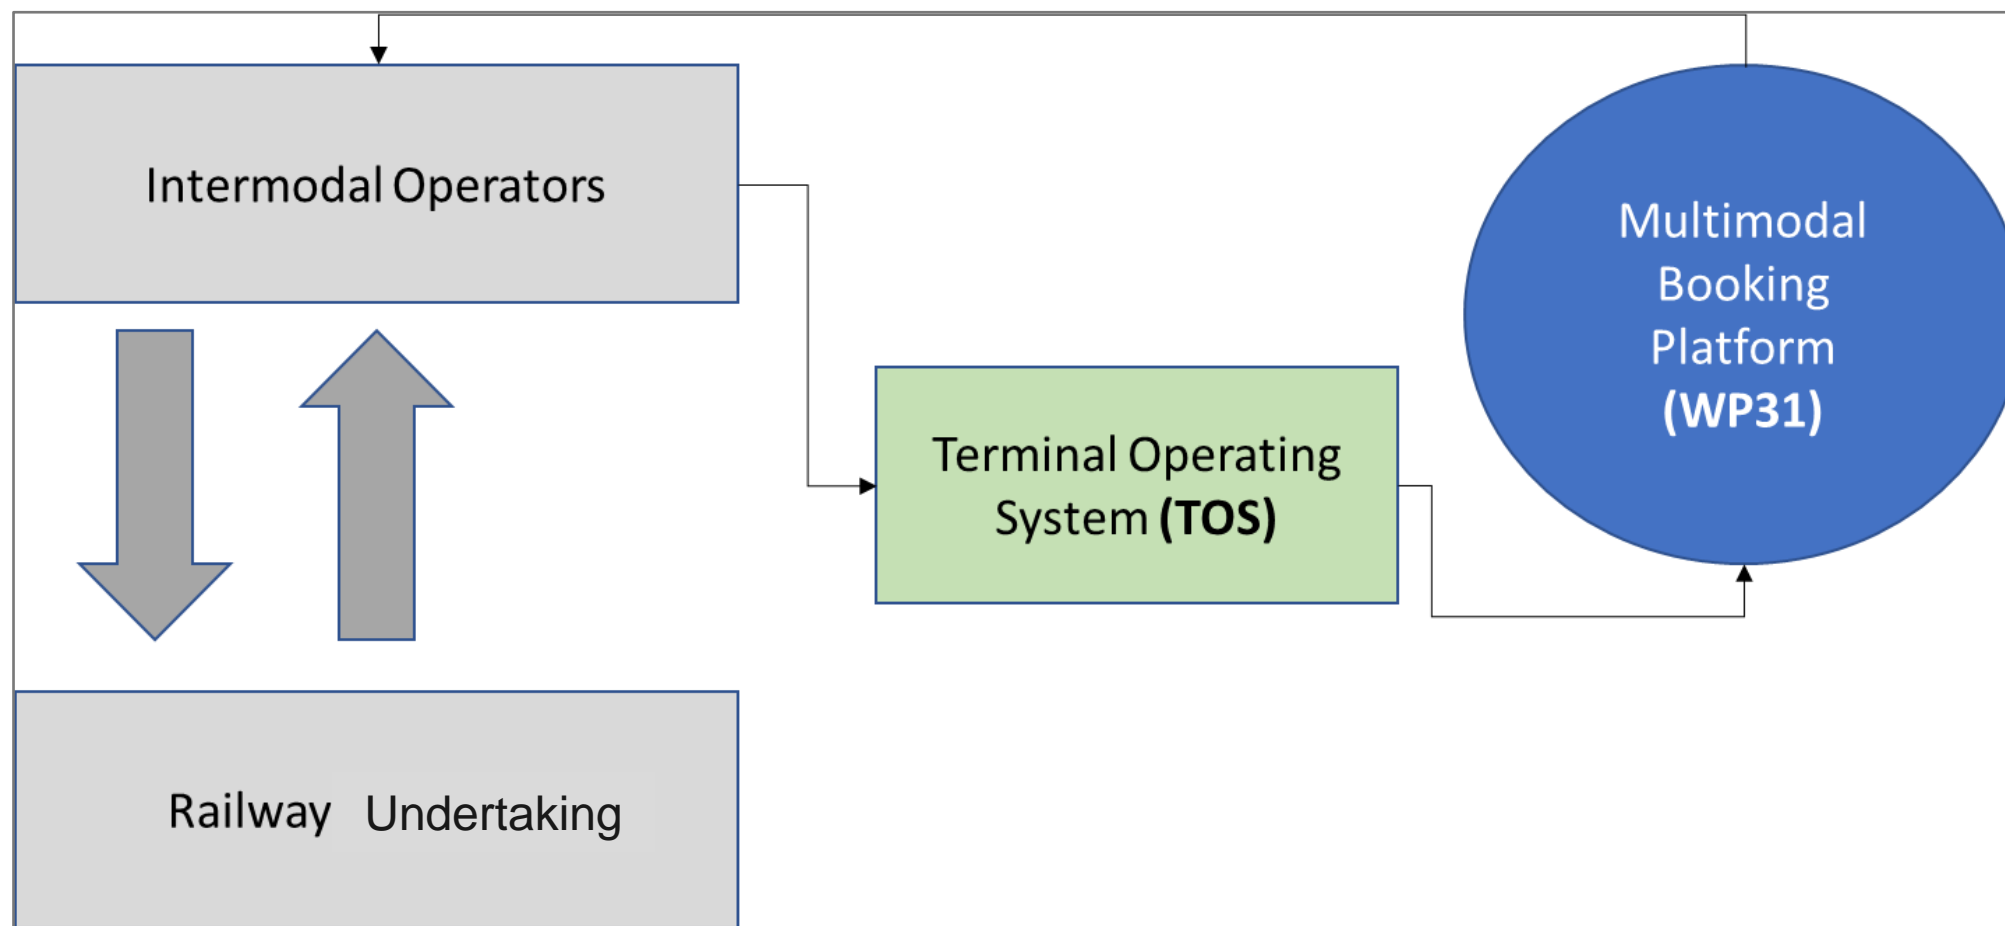 Intermodal Operators
Multimodal
Booking
Platform
(WP31)
Terminal Operating
System (TOS)
Railway Undertaking